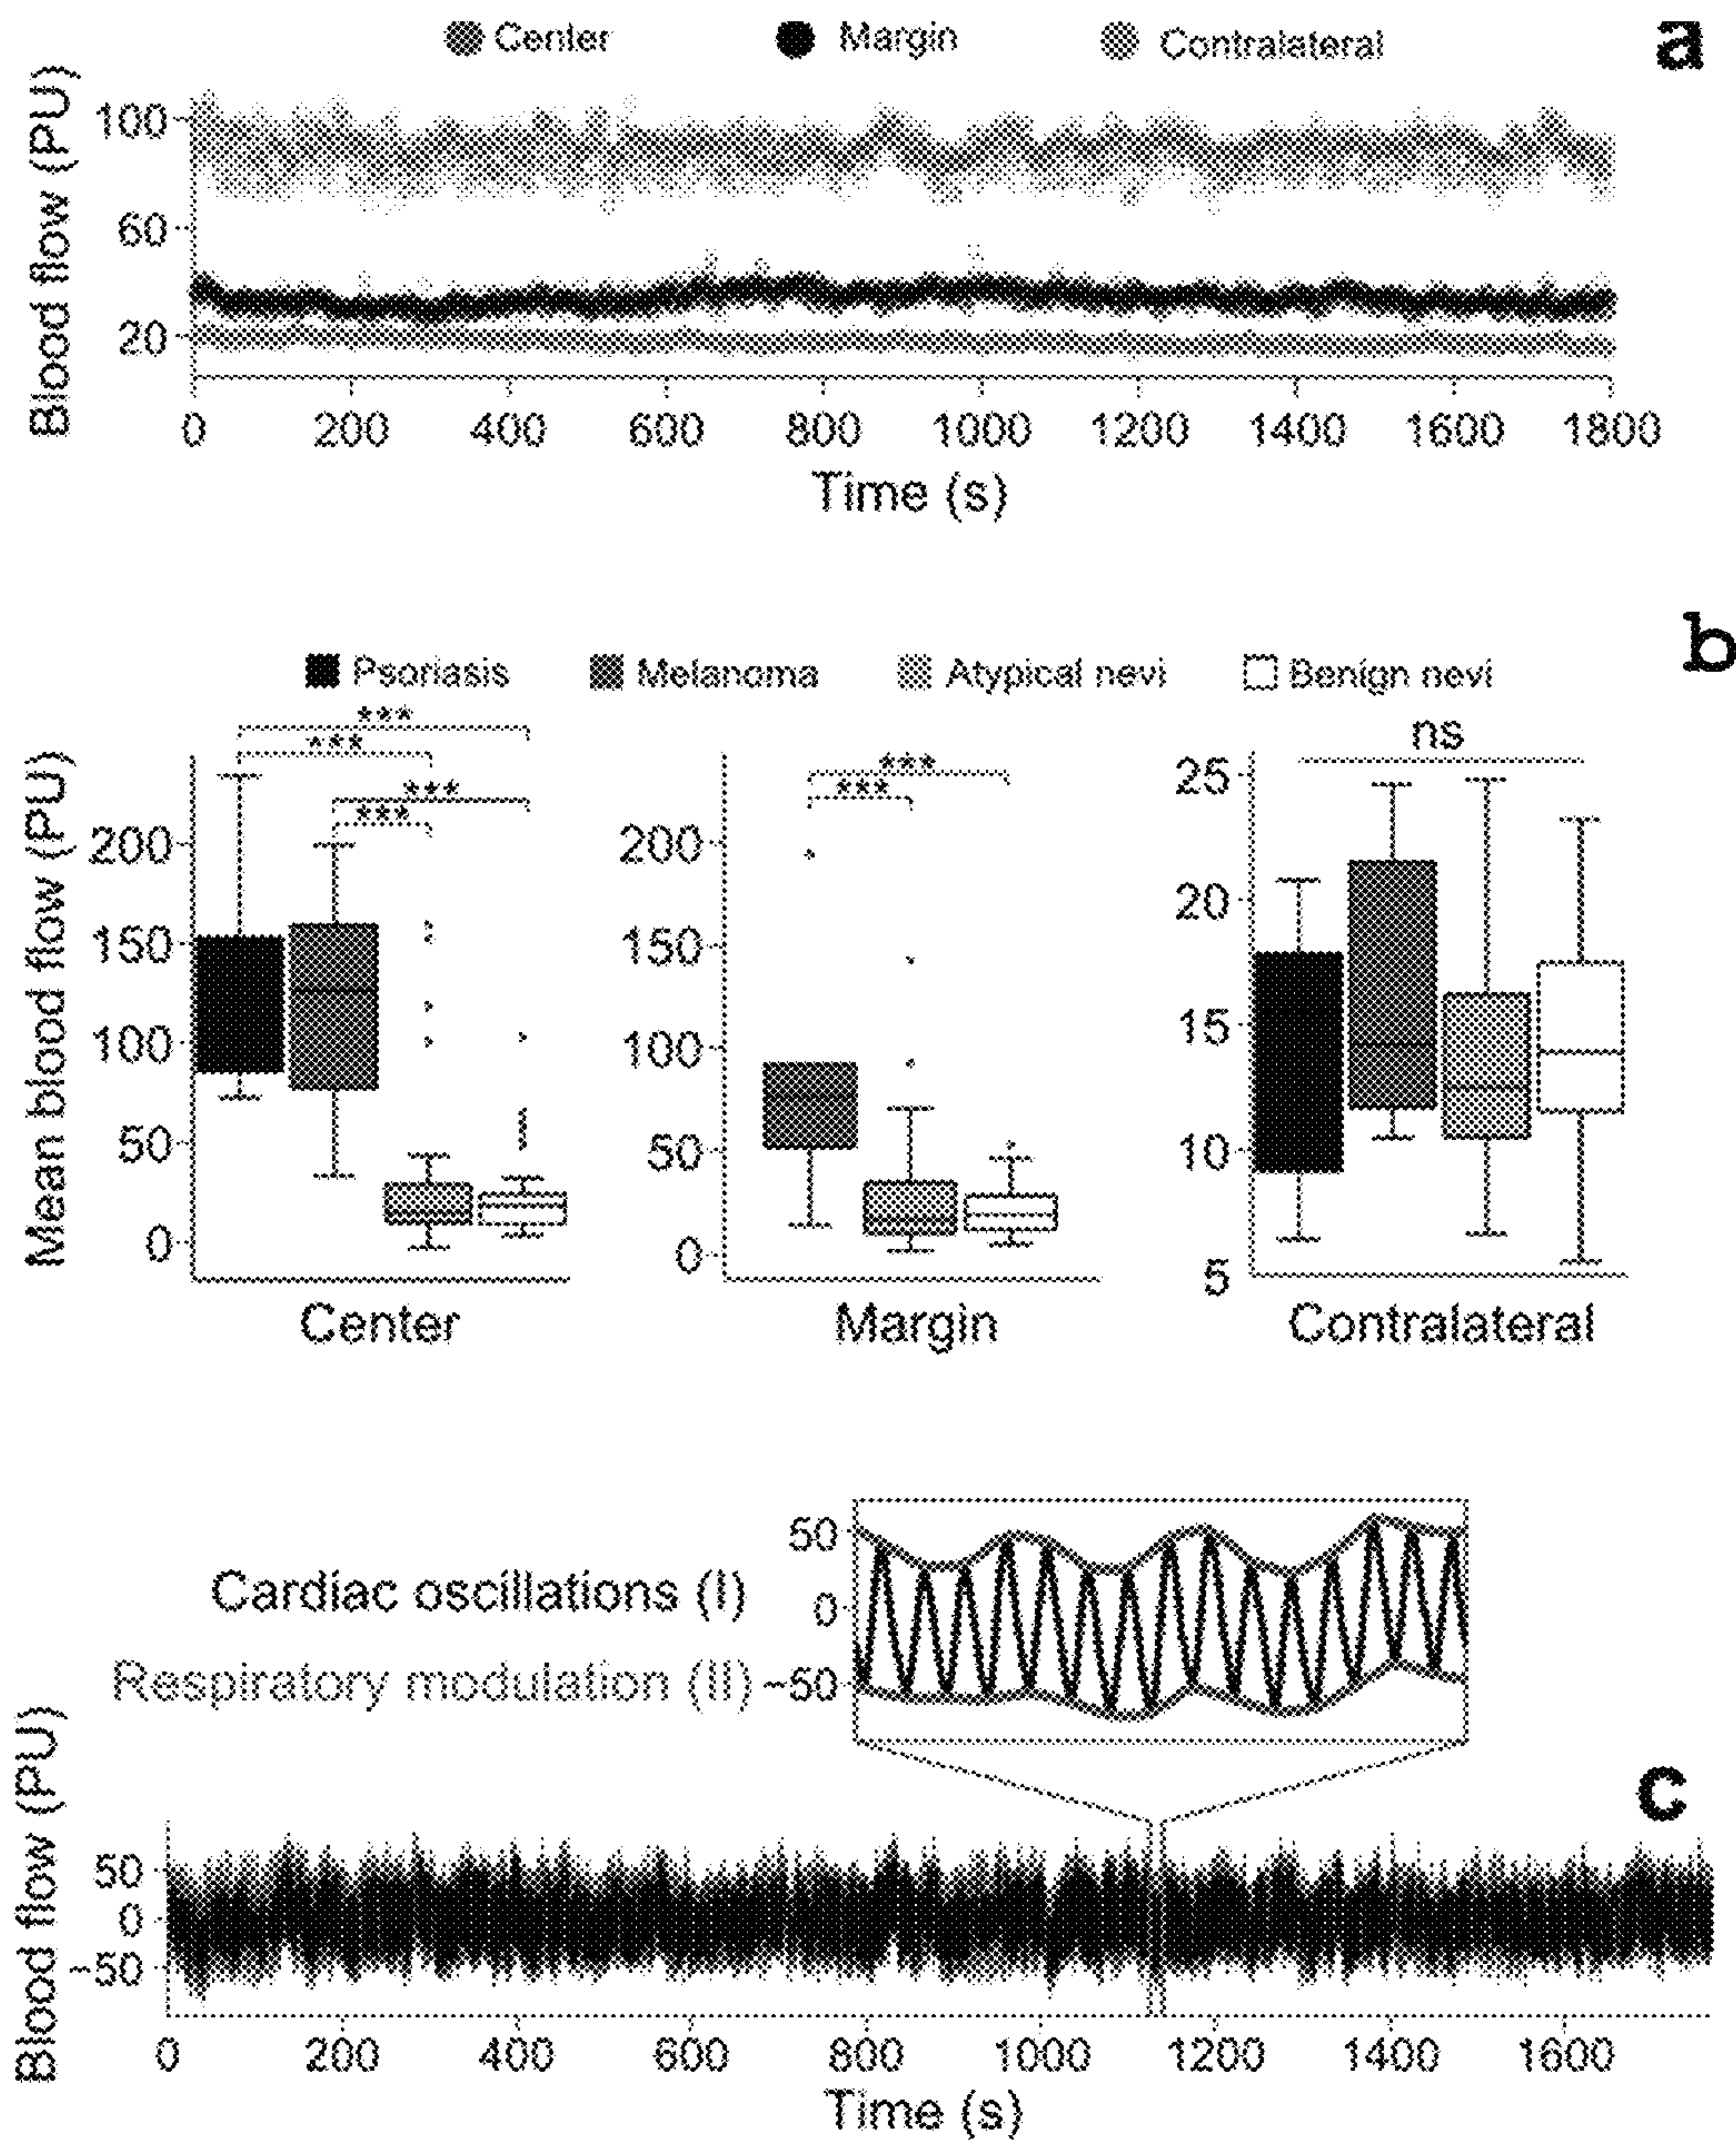 Center Margin Contralateral a
Blood flow (PU)
100
60
20
0 200 400 600 800 1000 1200 1400 1600 1800
Time (s)
b
Psoriasis Melanoma Atypical nevi Benign nevi
Mean blood flow (PU)
*** *** *** ***
200
150
100
50
0
Center
*** ***
200
150
100
50
0
Margin
ns
25
20
15
10
5
Contralateral
Cardiac oscillations (I)
Respiratory modulation (II)
50
0
-50
c
Blood flow (PU)
50
0
-50
0 200 400 600 800 1000 1200 1400 1600
Time (s)